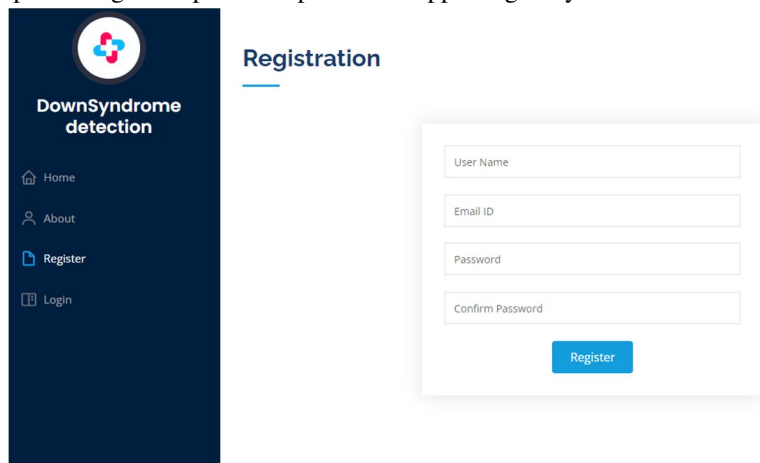 DownSyndrome
detection
Home
About
Register
Login
Registration
User Name
Email ID
Password
Confirm Password
Register